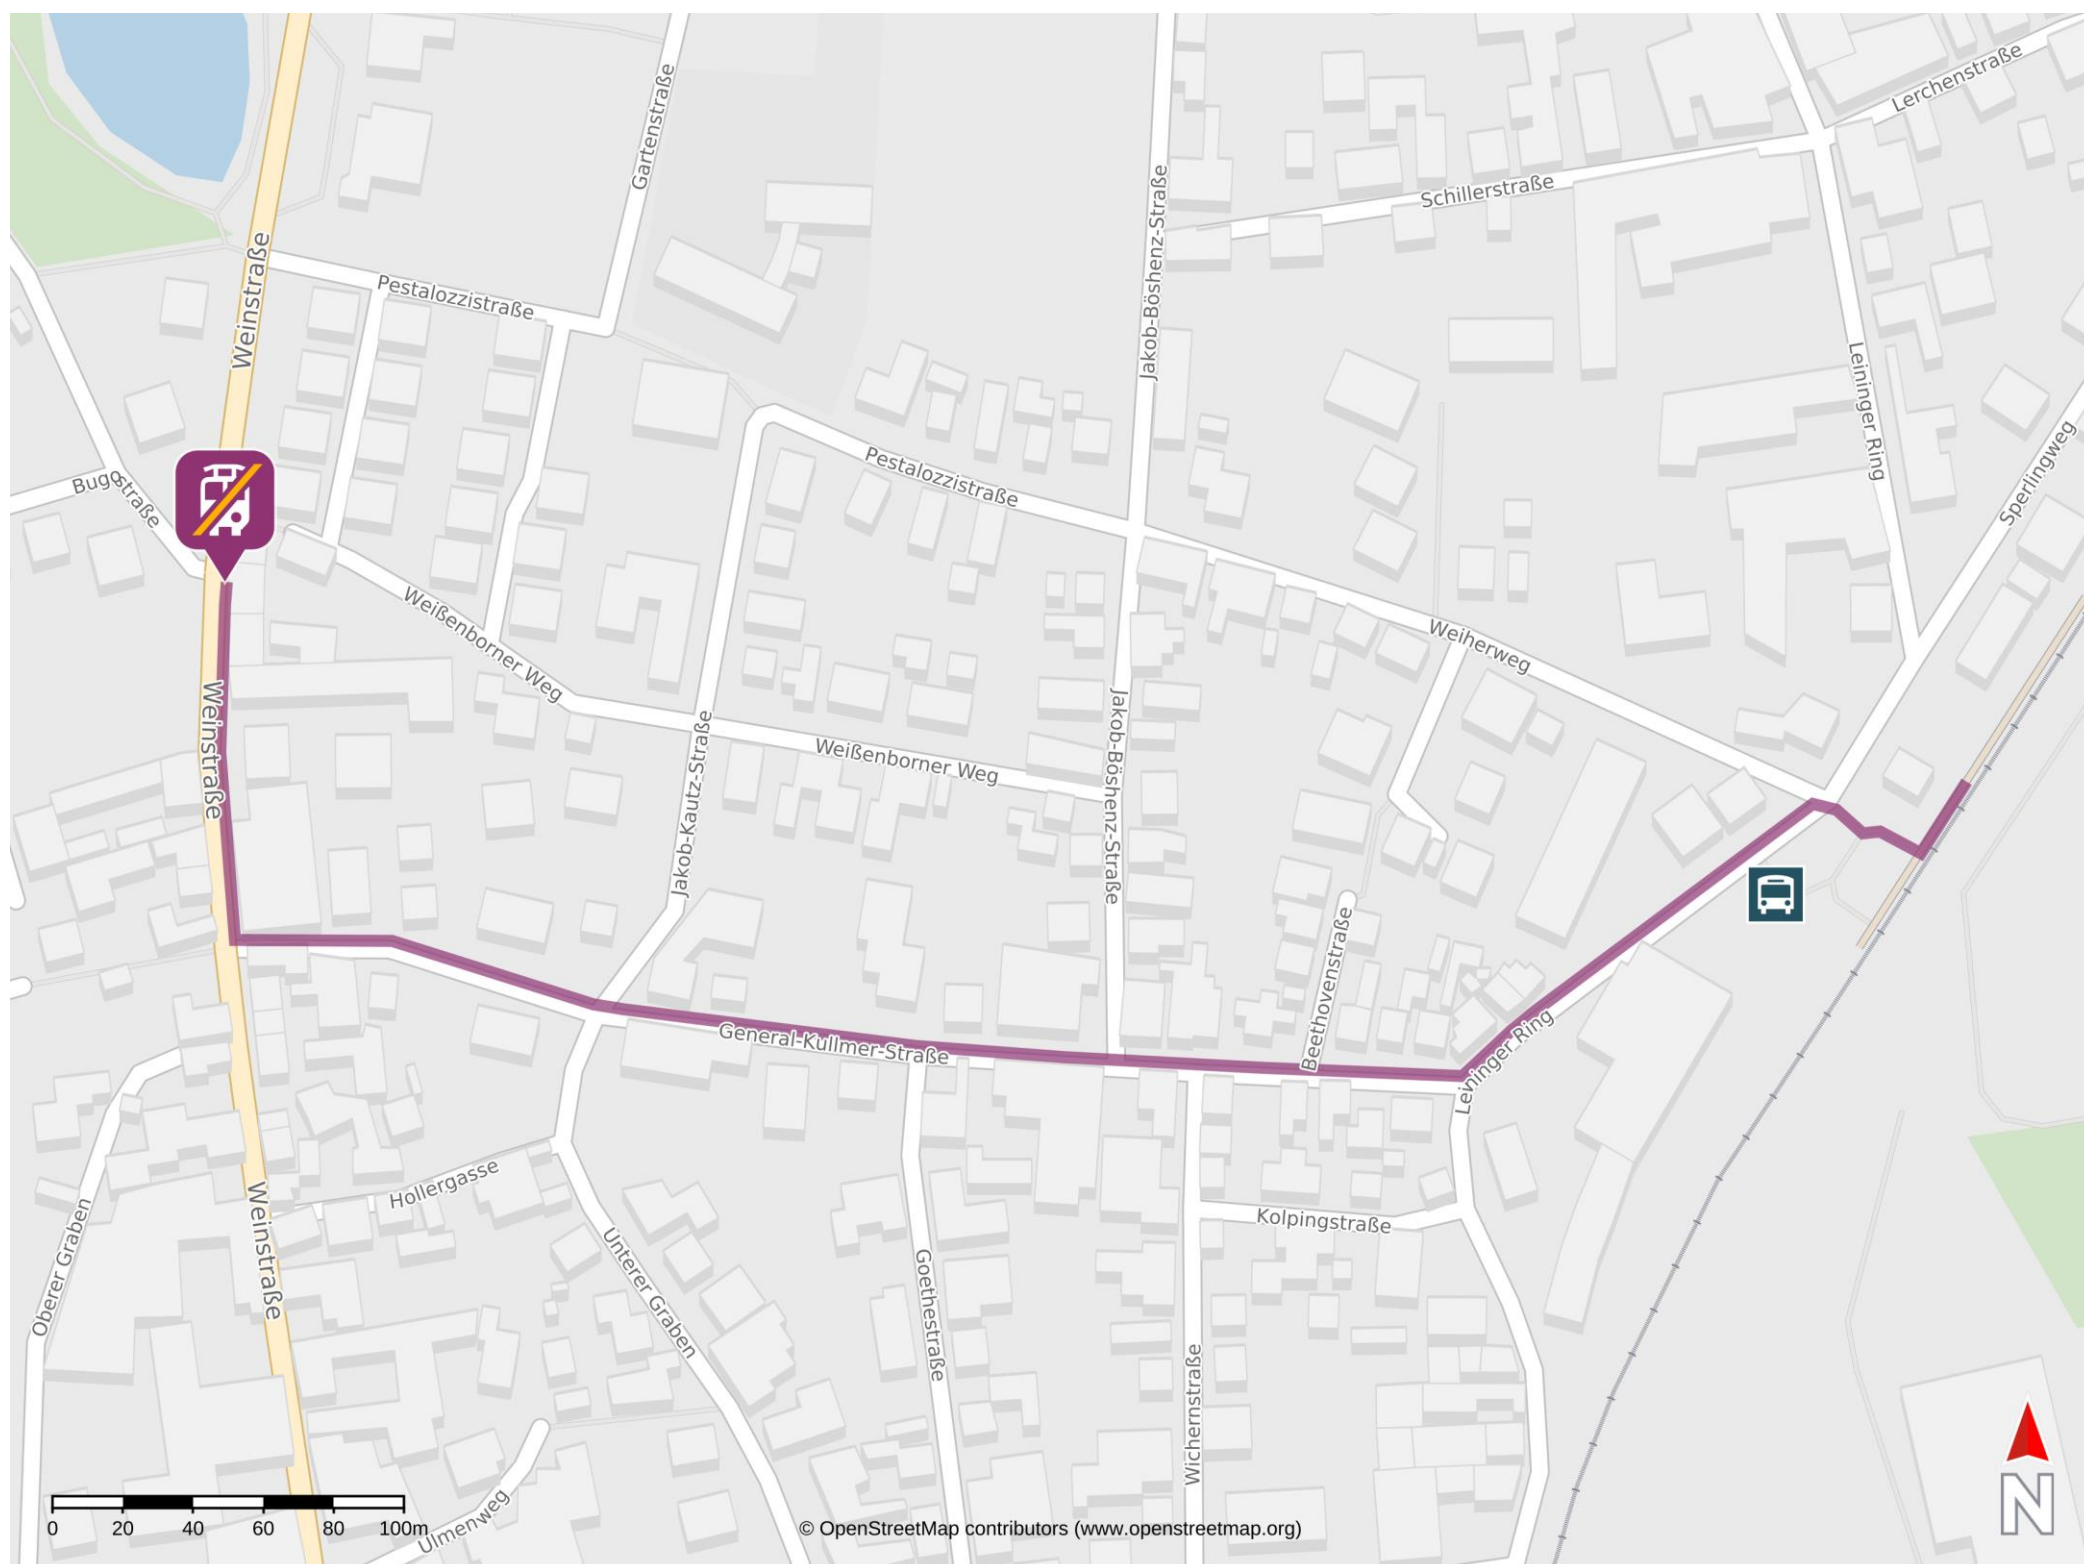 Lerchenstraße
Gartenstraße
Schillerstraße
Jakob-Böshenz-Straße
Weinstraße
Pestalozzistraße
Leininger Ring
Sperlingweg
Pestalozzistraße
straße
Weißenborner Weg
Weiherweg
Weinstraße
Jakob-Kautz-Straße
Weißenborner Weg
Jakob-Böshenz-Straße
Beethovenstraße
General-Kullmer-Straße
Leininger Ring
Hollergasse
Weinstraße
Oberer Graben
Unterer Graben
Goethestraße
Kolpingstraße
Wichernstraße
Ulmenweg
N
0 20 40 60 80 100m
© OpenStreetMap contributors (www.openstreetmap.org)